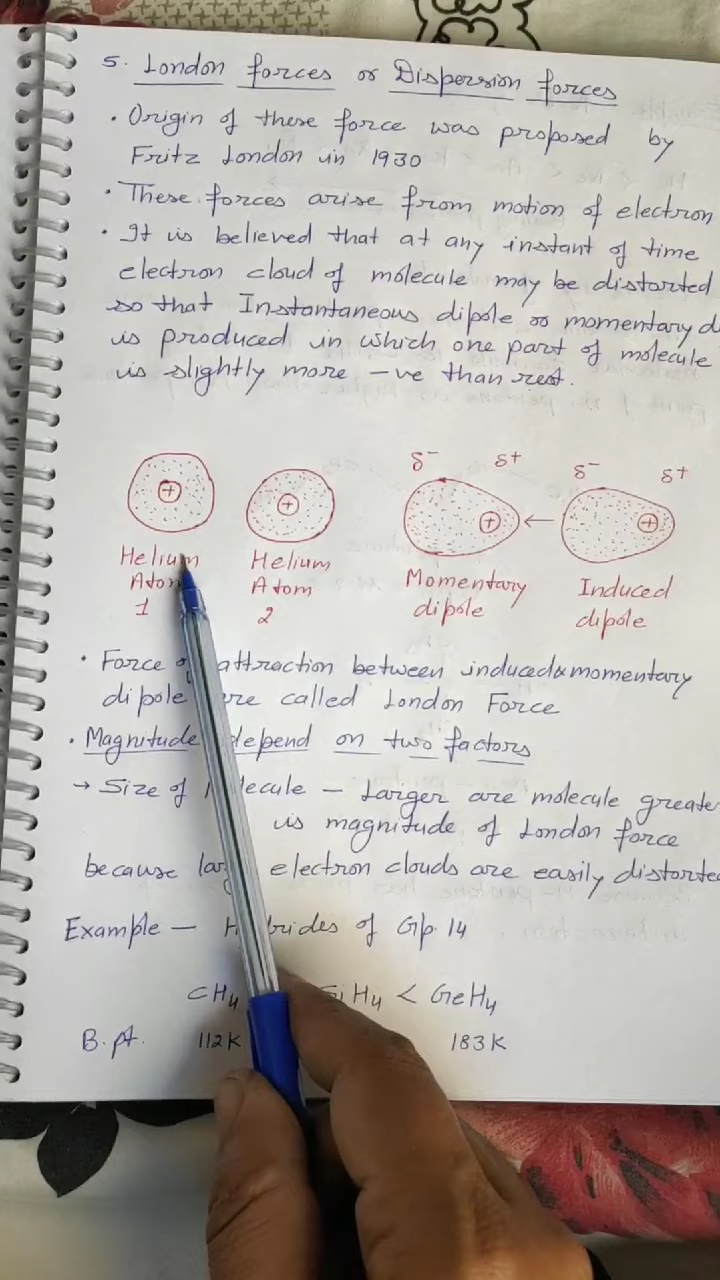 5. London forces or Dispersion forces
• Origin of these force was proposed by
Fritz London in 1930
• These forces arise from motion of electron
• It is believed that at any instant of time
electron cloud of molecule may be distorted
so that Instantaneous dipole or momentary d
is produced in which one part of molecule
is slightly more -ve than rest.
δ- δ+ δ- δ+
+ + + ← +
Helium Atom 1
Helium Atom 2
Momentary dipole
Induced dipole
• Force attraction between induced & momentary
dipole are called London Force
• Magnitude depend on two factors
→ Size of molecule - Larger are molecule greater
is magnitude of London force
because electron clouds are easily distorte
Example - Hydrides of Gp. 14
CH4 SiH4 < GeH4
B.pt. 112K 183K